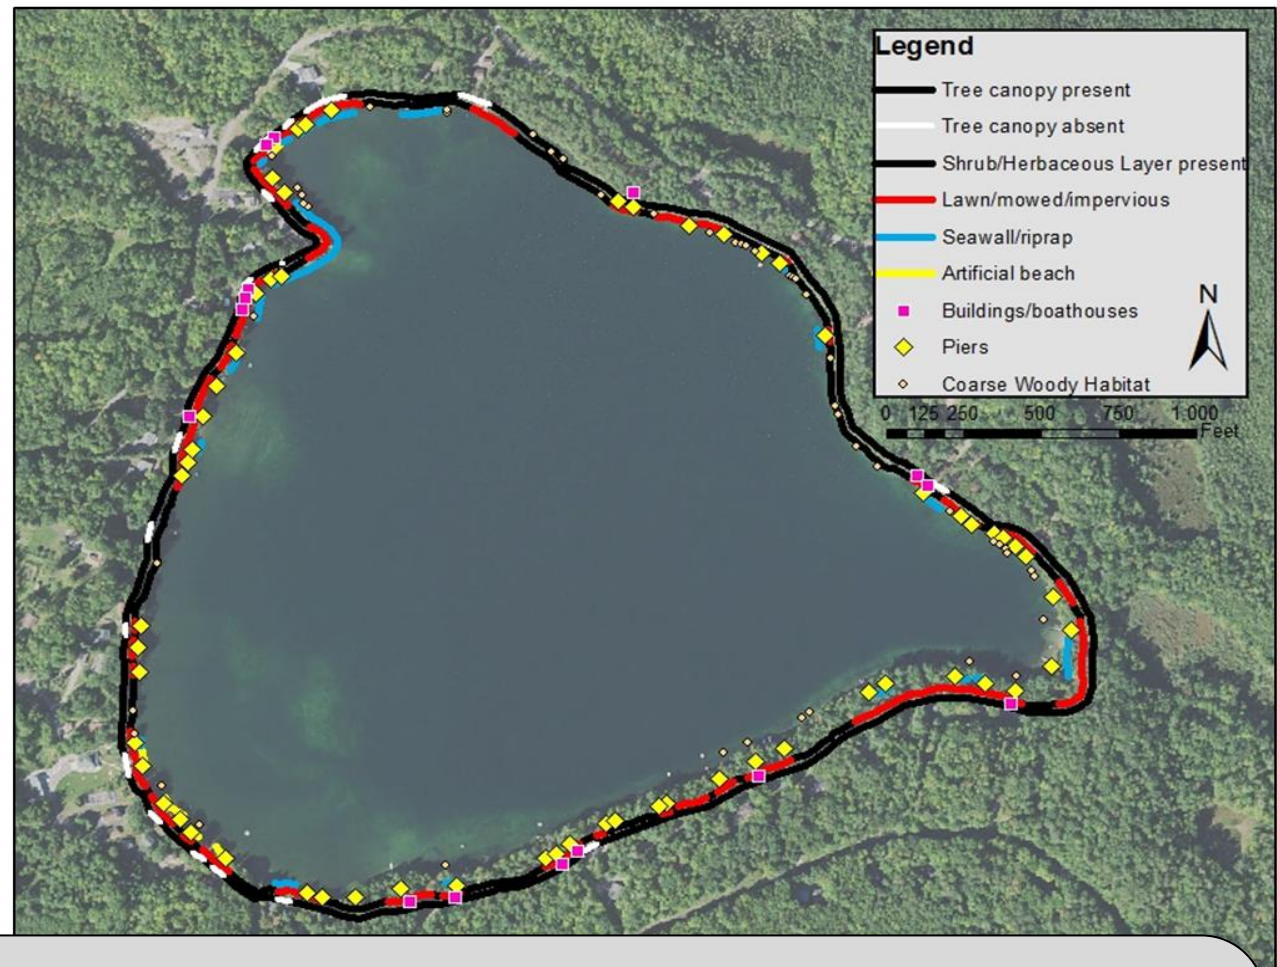 Legend
Tree canopy present
Tree canopy absent
Shrub/Herbaceous Layer present
Lawn/mowed/impervious
Seawall/riprap
Artificial beach
Buildings/boathouses
Piers
Coarse Woody Habitat
N
0 125 250 500 750 1 000
Feet